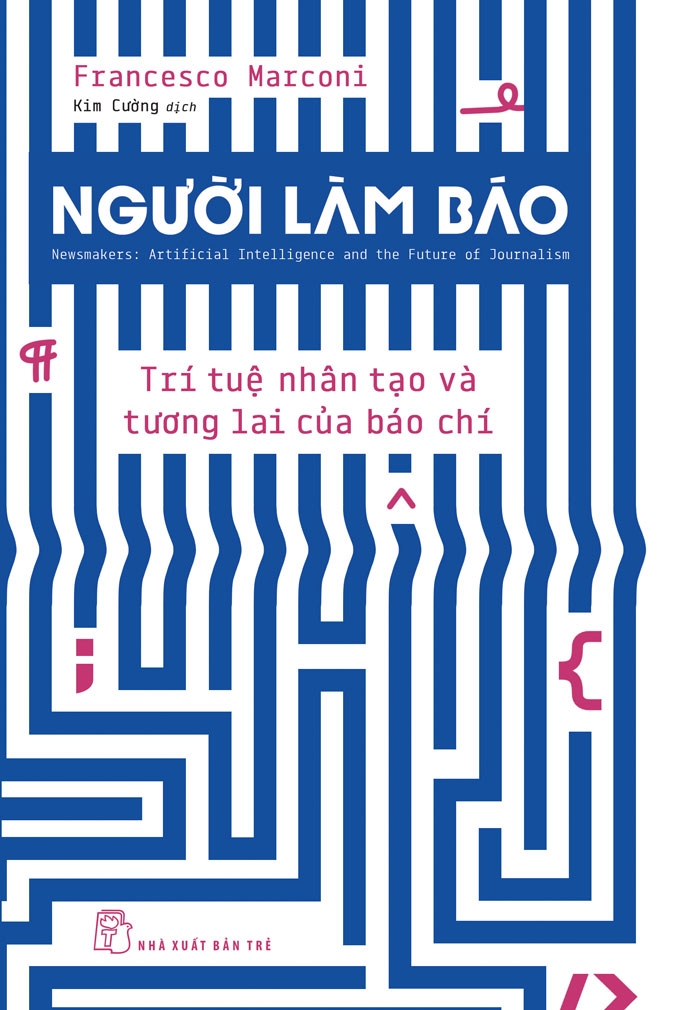 Francesco Marconi
Kim Cường dịch
NGƯỜI LÀM BÁO
Newsmakers: Artificial Intelligence and the Future of Journalism
Trí tuệ nhân tạo và
tương lai của báo chí
^
;
{
T
NHÀ XUẤT BẢN TRẺ
/>